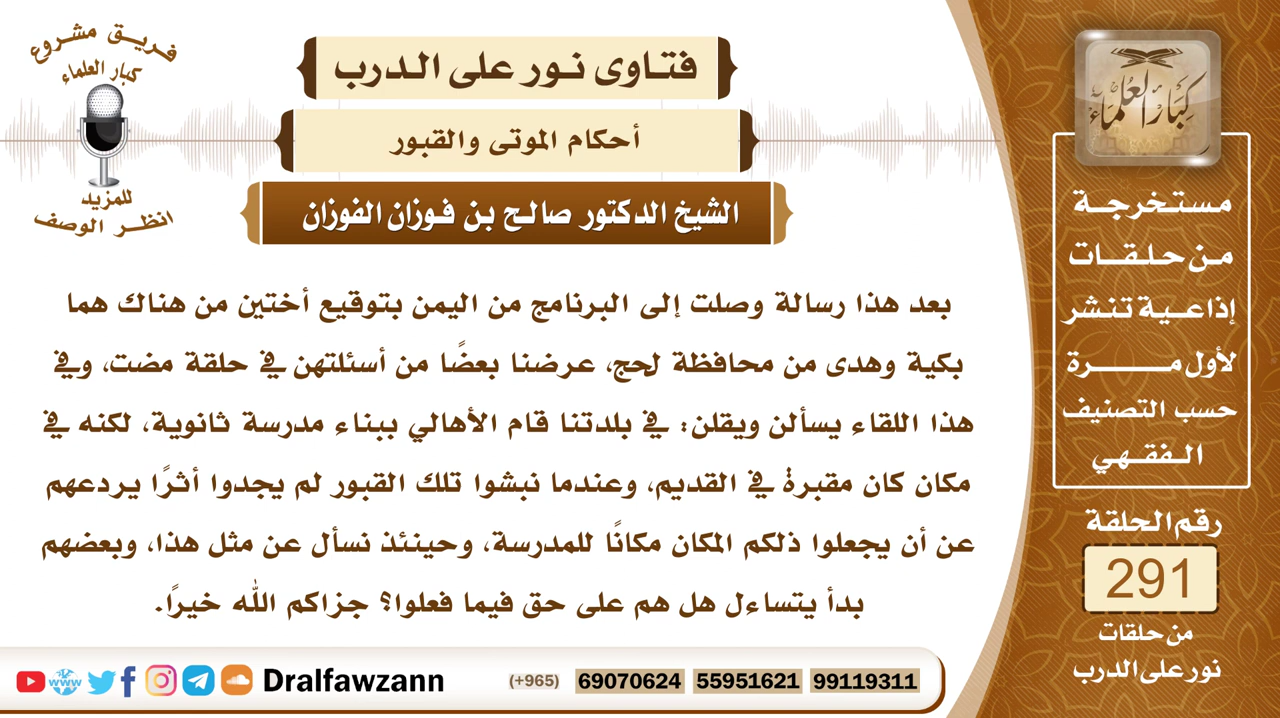 فريق مشروع
كبار العلماء
للمزيد
انظر الوصف
فتاوى نور على الدرب
أحكام الموتى والقبور
الشيخ الدكتور صالح بن فوزان الفوزان
بعد هذا رسالة وصلت إلى البرنامج من اليمن بتوقيع أختين من هناك هما
بكية وهدى من محافظة لحج، عرضنا بعضًا من أسئلتهن في حلقة مضت، وفي
هذا اللقاء يسألن ويقلن: في بلدتنا قام الأهالي ببناء مدرسة ثانوية، لكنه في
مكان كان مقبرة في القديم، وعندما نبشوا تلك القبور لم يجدوا أثرًا يردعهم
عن أن يجعلوا ذلكم المكان مكانًا للمدرسة، وحينئذ نسأل عن مثل هذا، وبعضهم
بدأ يتساءل هل هم على حق فيما فعلوا؟ جزاكم الله خيرًا.
كبار العلماء
مستخرجة
من حلقات
إذاعية تنشر
لأول مرة
حسب التصنيف
الفقهي
رقم الحلقة
291
من حلقات
نور على الدرب
www
Dralfawzann
(+965) 69070624 55951621 99119311